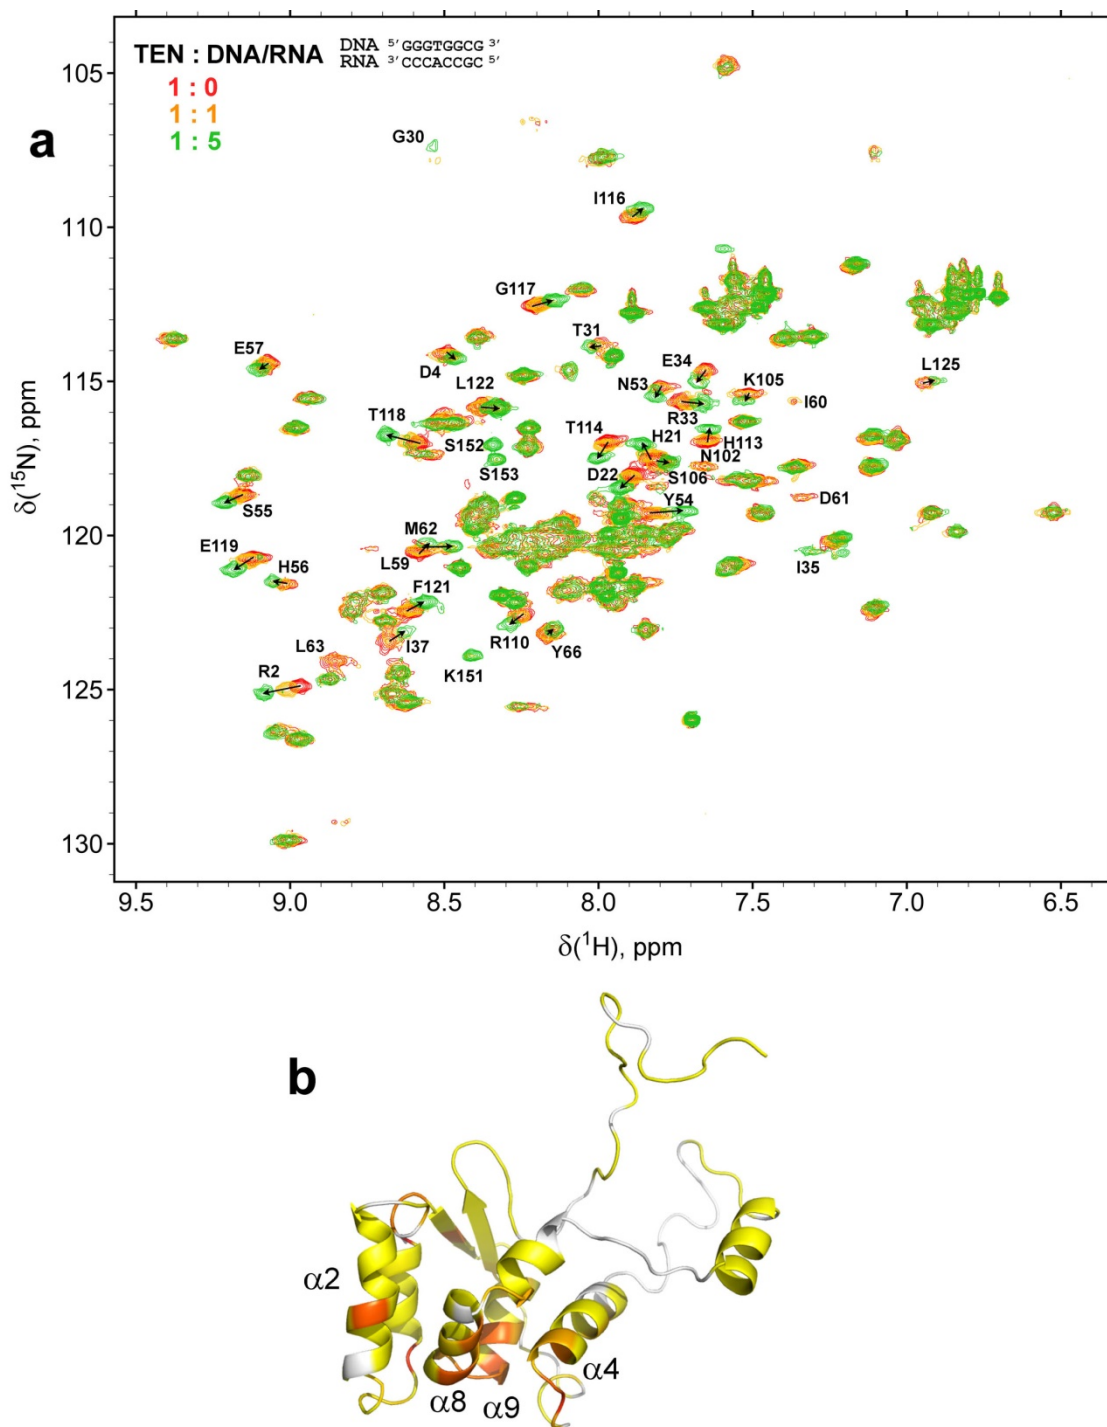 a
TEN : DNA/RNA
DNA 5' GGGTGGCG 3'
RNA 3' CCCACCGC 5'
1 : 0
1 : 1
1 : 5
G30
I116
G117
T31
E57
D4
E34
L125
L122
N53
K105
I60
R33
T118
T114
H21
H113
S152
N102
S153
D22
S106
D61
S55
Y54
M62
E119
H56
L59
I35
F121
L63
I37
R110
Y66
R2
K151
105
110
115
120
125
130
δ(¹⁵N), ppm
9.5 9.0 8.5 8.0 7.5 7.0 6.5
δ(¹H), ppm
b
α2
α8
α9
α4